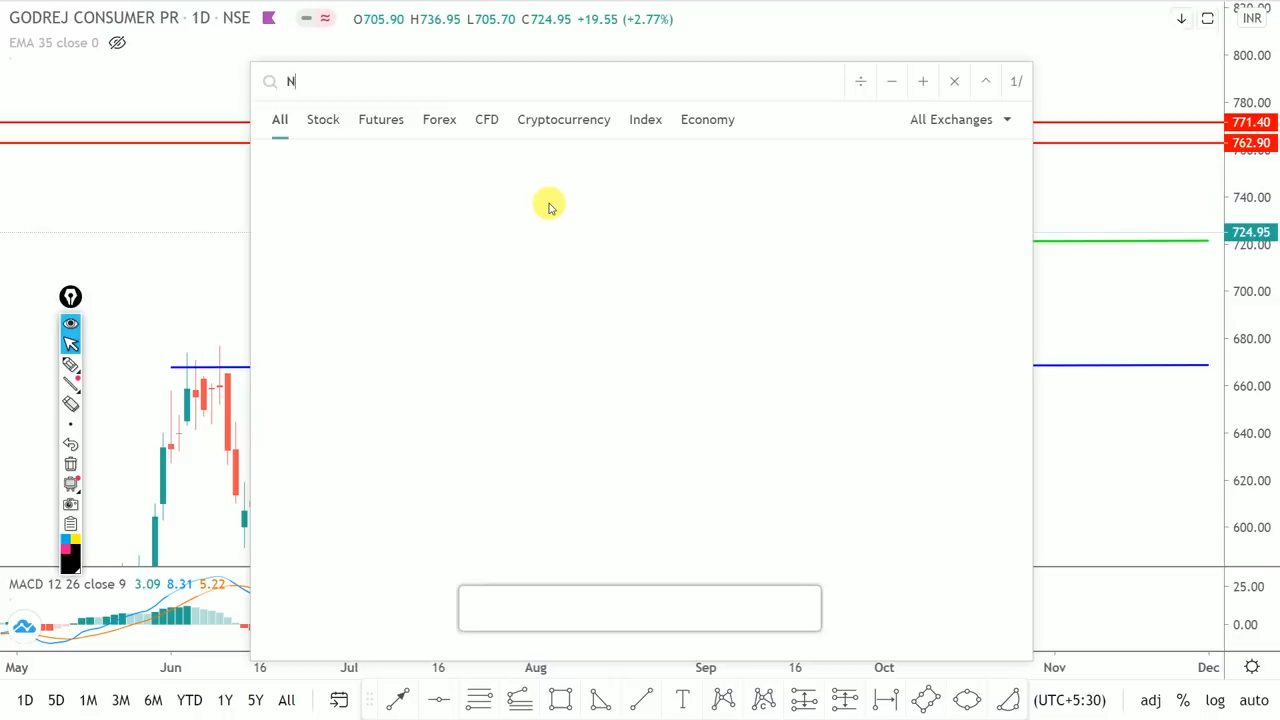 GODREJ CONSUMER PR · 1D · NSE O705.90 H736.95 L705.70 C724.95 +19.55 (+2.77%) INR
EMA 35 close 0
800.00
N ÷ − + × ^ 1/
All Stock Futures Forex CFD Cryptocurrency Index Economy All Exchanges
780.00
771.40
762.90
740.00
724.95
720.00
700.00
680.00
660.00
640.00
620.00
600.00
MACD 12 26 close 9 3.09 8.31 5.22
25.00
0.00
May Jun 16 Jul 16 Aug Sep 16 Oct Nov Dec
1D 5D 1M 3M 6M YTD 1Y 5Y All (UTC+5:30) adj % log auto